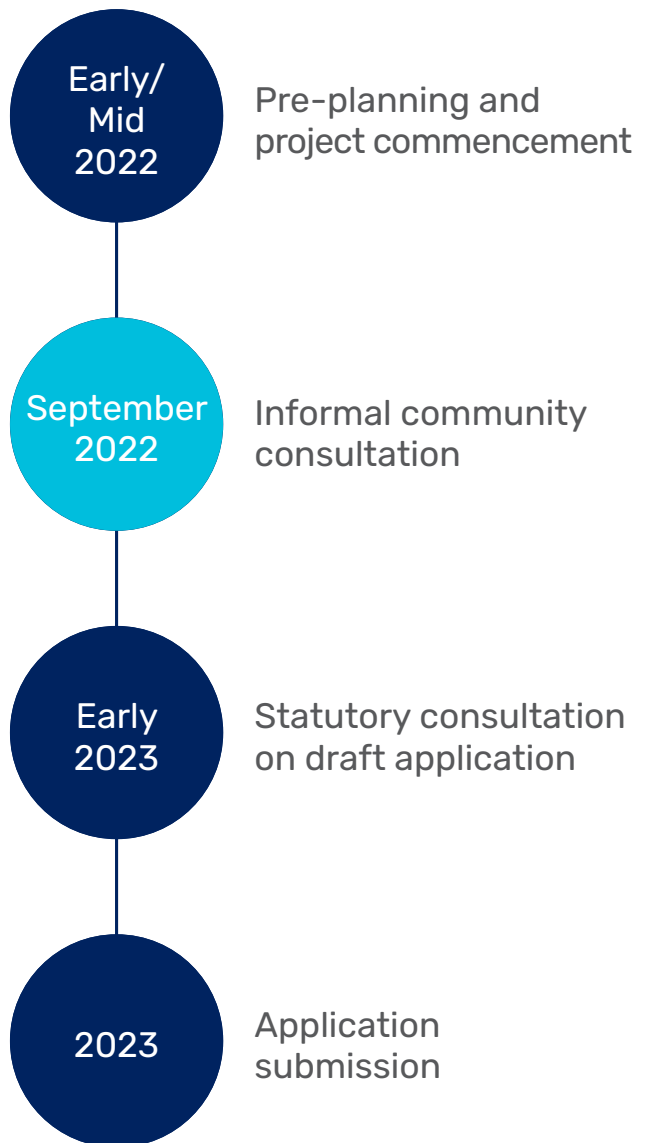 Early/
Mid
2022
Pre-planning and
project commencement
September
2022
Informal community
consultation
Early
2023
Statutory consultation
on draft application
2023
Application
submission